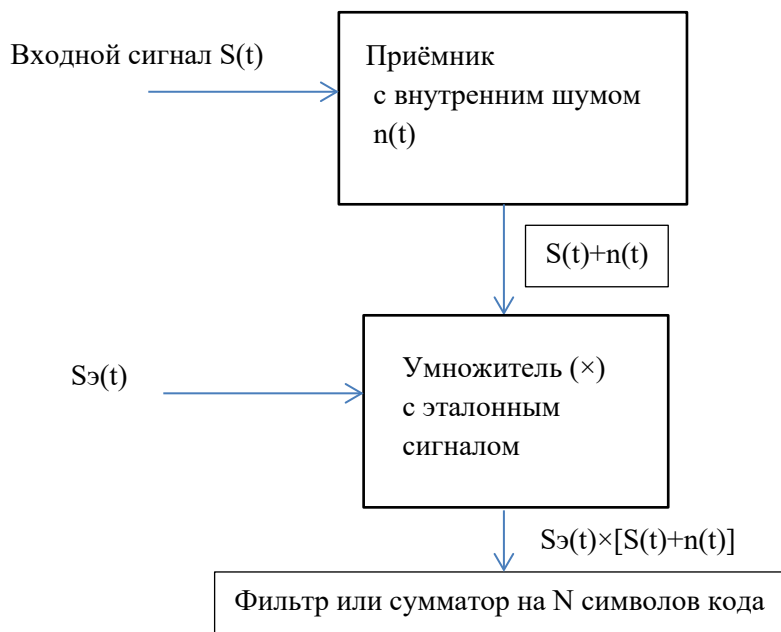 Входной сигнал S(t)
Приёмник
с внутренним шумом
n(t)
S(t)+n(t)
Sэ(t)
Умножитель (×)
с эталонным
сигналом
Sэ(t)×[S(t)+n(t)]
Фильтр или сумматор на N символов кода